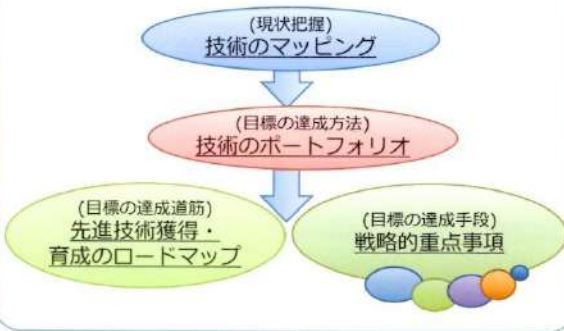 (現状把握)
技術のマッピング
(目標の達成方法)
技術のポートフォリオ
(目標の達成道筋)
先進技術獲得・
育成のロードマップ
(目標の達成手段)
戦略的重点事項